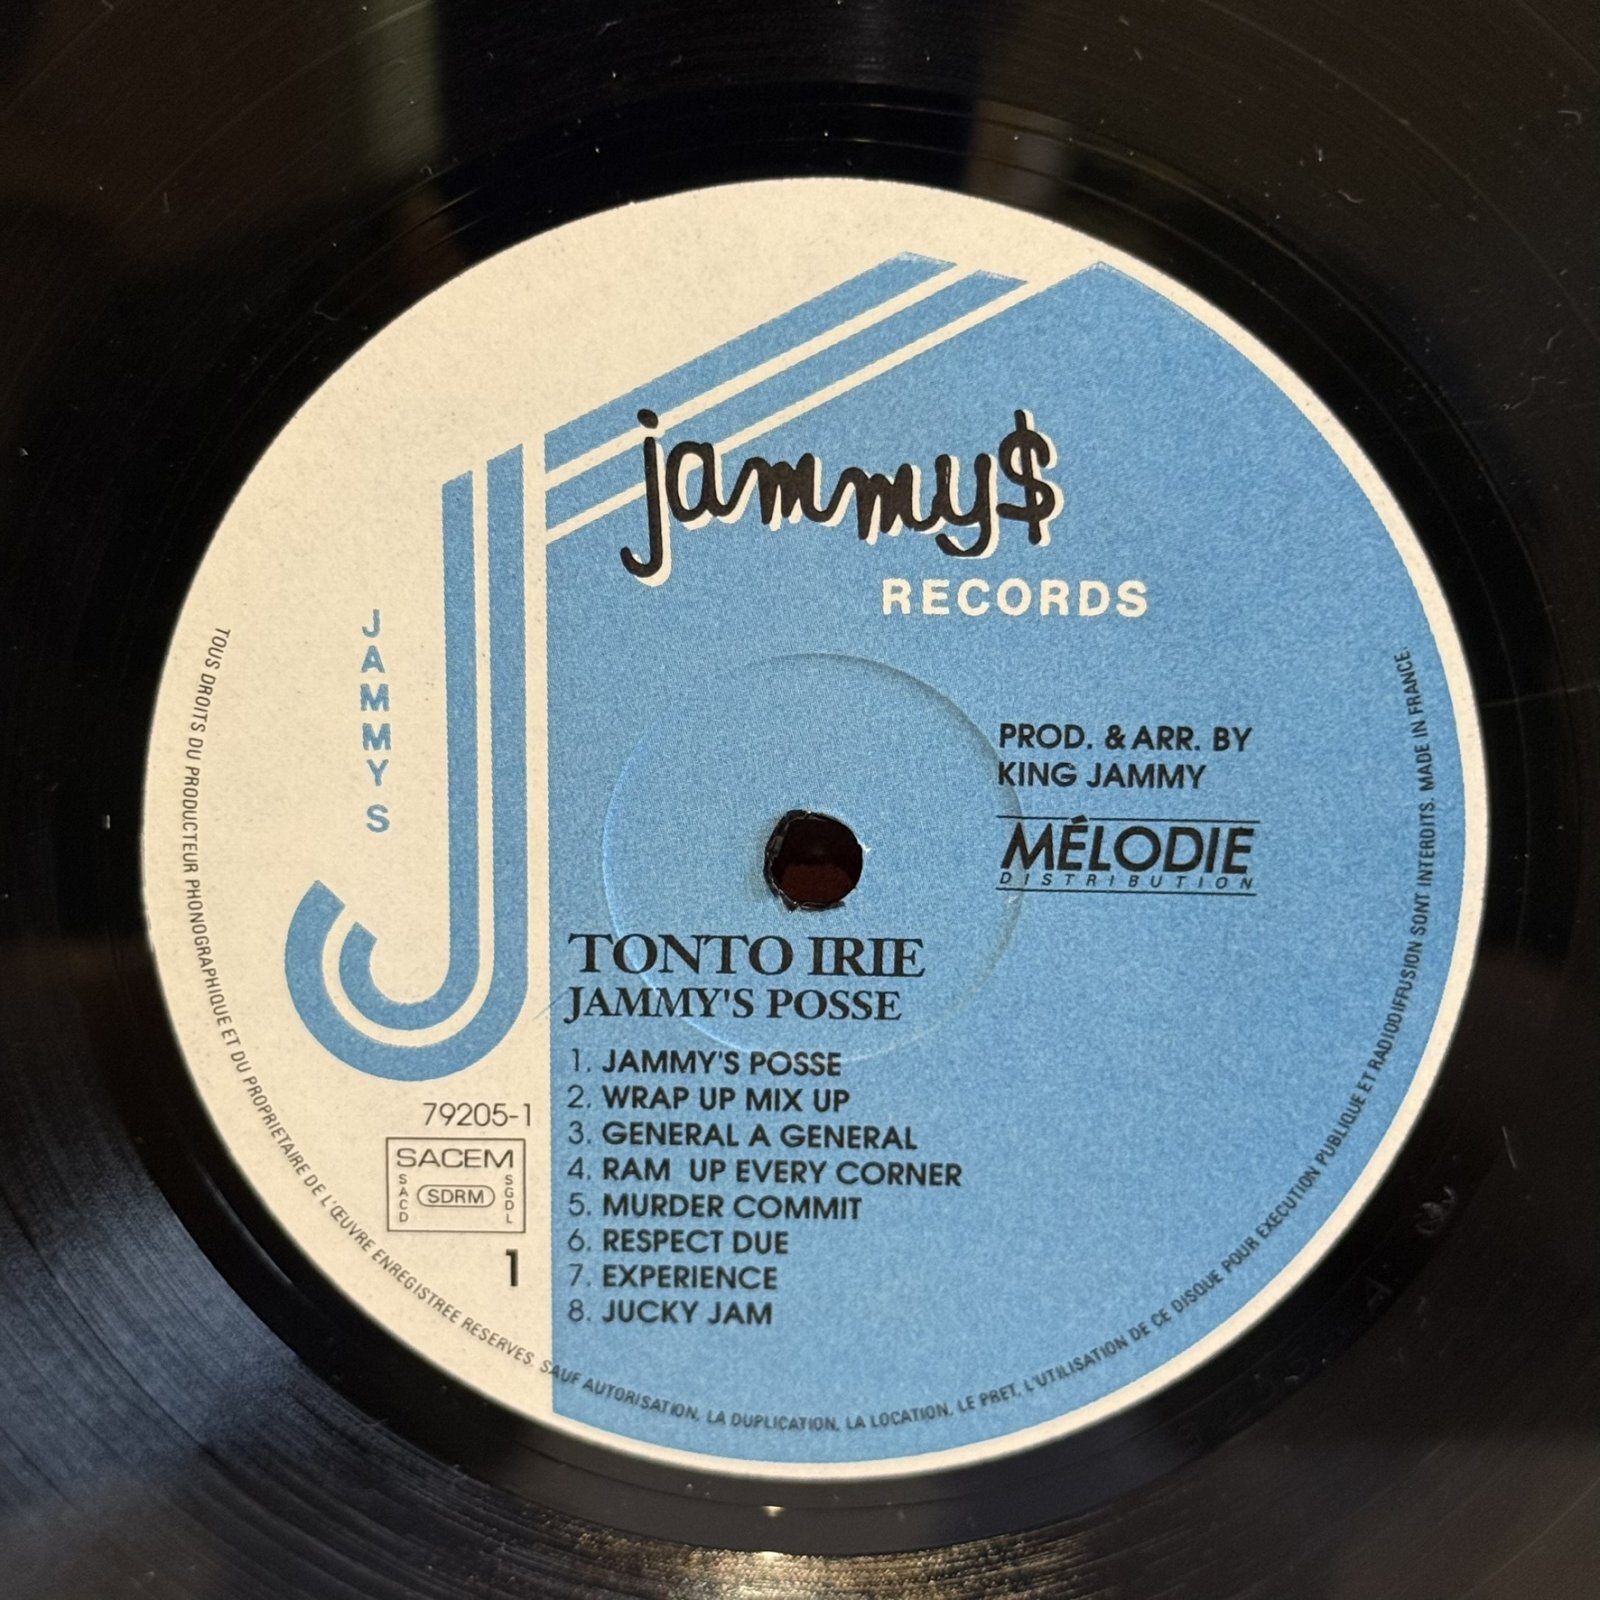 jammy$
RECORDS
JAMMYS
PROD. & ARR. BY
KING JAMMY
MÉLODIE
DISTRIBUTION
TONTO IRIE
JAMMY'S POSSE
1. JAMMY'S POSSE
2. WRAP UP MIX UP
3. GENERAL A GENERAL
4. RAM UP EVERY CORNER
5. MURDER COMMIT
6. RESPECT DUE
7. EXPERIENCE
8. JUCKY JAM
79205-1
SACEM
SACD
SDRM
SGDL
1
TOUS DROITS DU PRODUCTEUR PHONOGRAPHIQUE ET DU PROPRIETAIRE DE L'ŒUVRE ENREGISTREE RESERVES. SAUF AUTORISATION, LA DUPLICATION, LA LOCATION, LE PRET, L'UTILISATION DE CE DISQUE POUR EXECUTION PUBLIQUE ET RADIODIFFUSION SONT INTERDITS. MADE IN FRANCE.